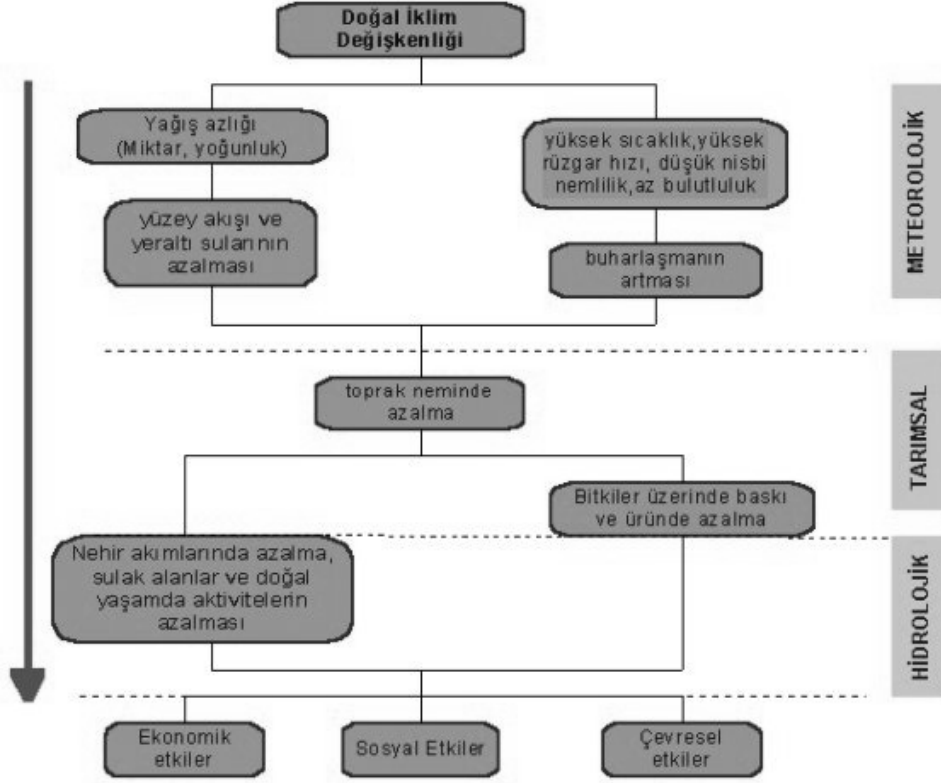 Doğal İklim
Değişkenliği
Yağış azlığı
(Miktar, yoğunluk)
yüksek sıcaklık,yüksek
rüzgar hızı, düşük nisbi
nemlilik,az bulutluluk
yüzey akışı ve
yeraltı sularının
azalması
buharlaşmanın
artması
METEOROLOJİK
toprak neminde
azalma
Bitkiler üzerinde baskı
ve üründe azalma
TARIMSAL
Nehir akımlarında azalma,
sulak alanlar ve doğal
yaşamda aktivitelerin
azalması
HİDROLOJİK
Ekonomik
etkiler
Sosyal Etkiler
Çevresel
etkiler